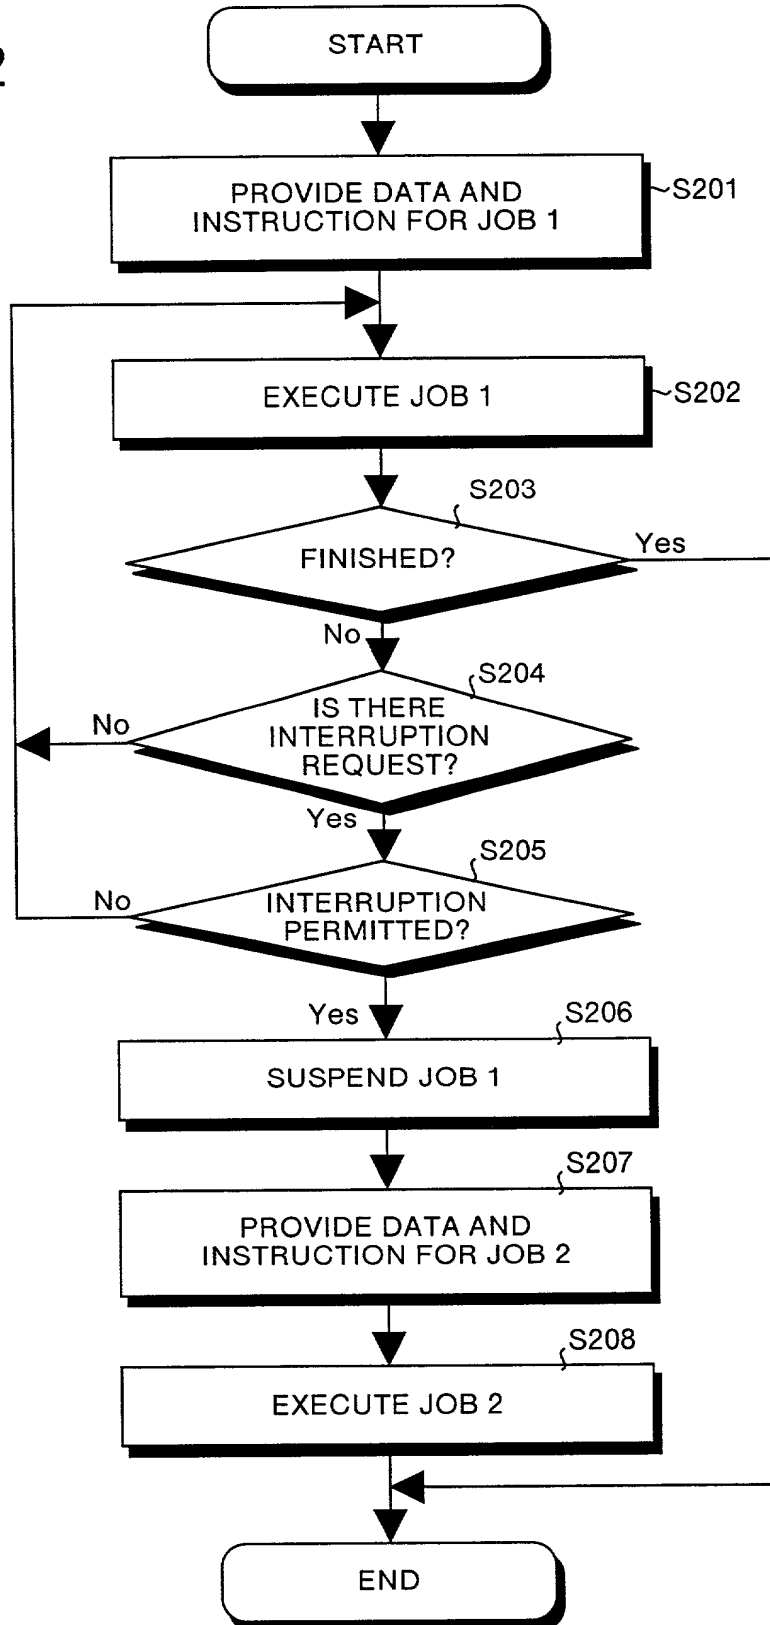 START
PROVIDE DATA AND
INSTRUCTION FOR JOB 1
S201
EXECUTE JOB 1
S202
S203
FINISHED?
Yes
No
S204
IS THERE
INTERRUPTION
REQUEST?
No
Yes
S205
INTERRUPTION
PERMITTED?
No
Yes
S206
SUSPEND JOB 1
S207
PROVIDE DATA AND
INSTRUCTION FOR JOB 2
S208
EXECUTE JOB 2
END